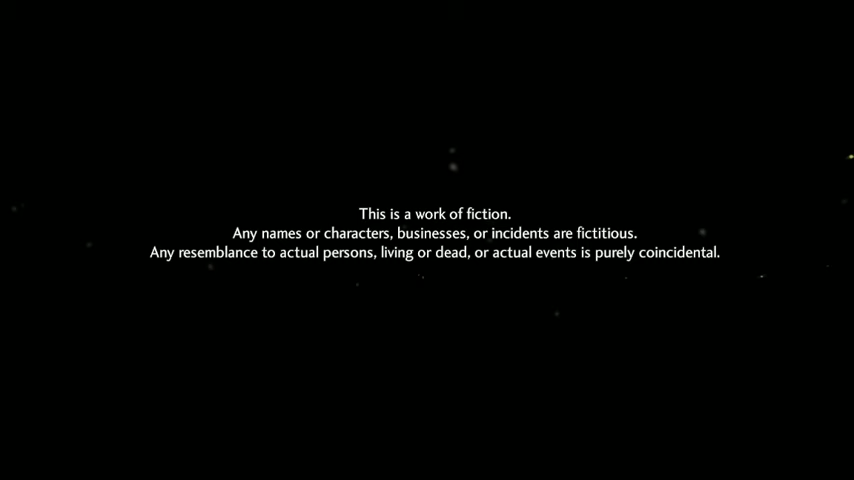 This is a work of fiction.
Any names or characters, businesses, or incidents are fictitious.
Any resemblance to actual persons, living or dead, or actual events is purely coincidental.